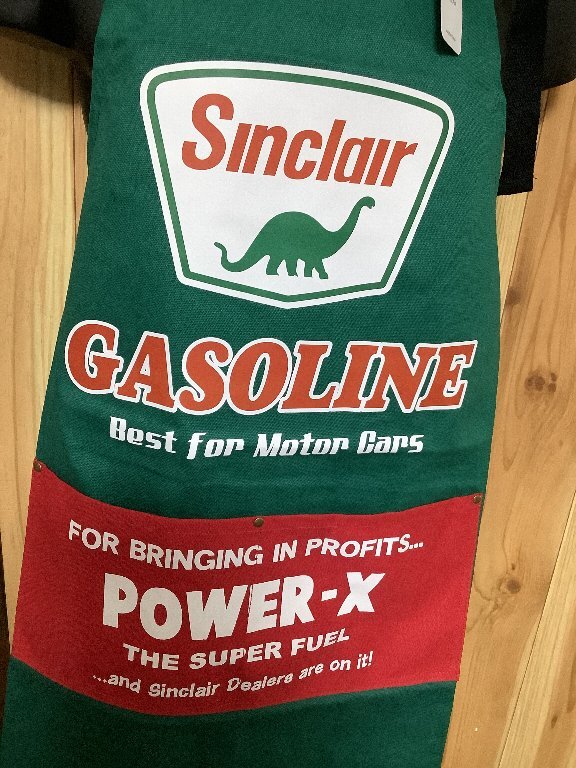 Sinclair
GASOLINE
Best for Motor Cars
FOR BRINGING IN PROFITS...
POWER-X
THE SUPER FUEL
...and Sinclair Dealers are on it!